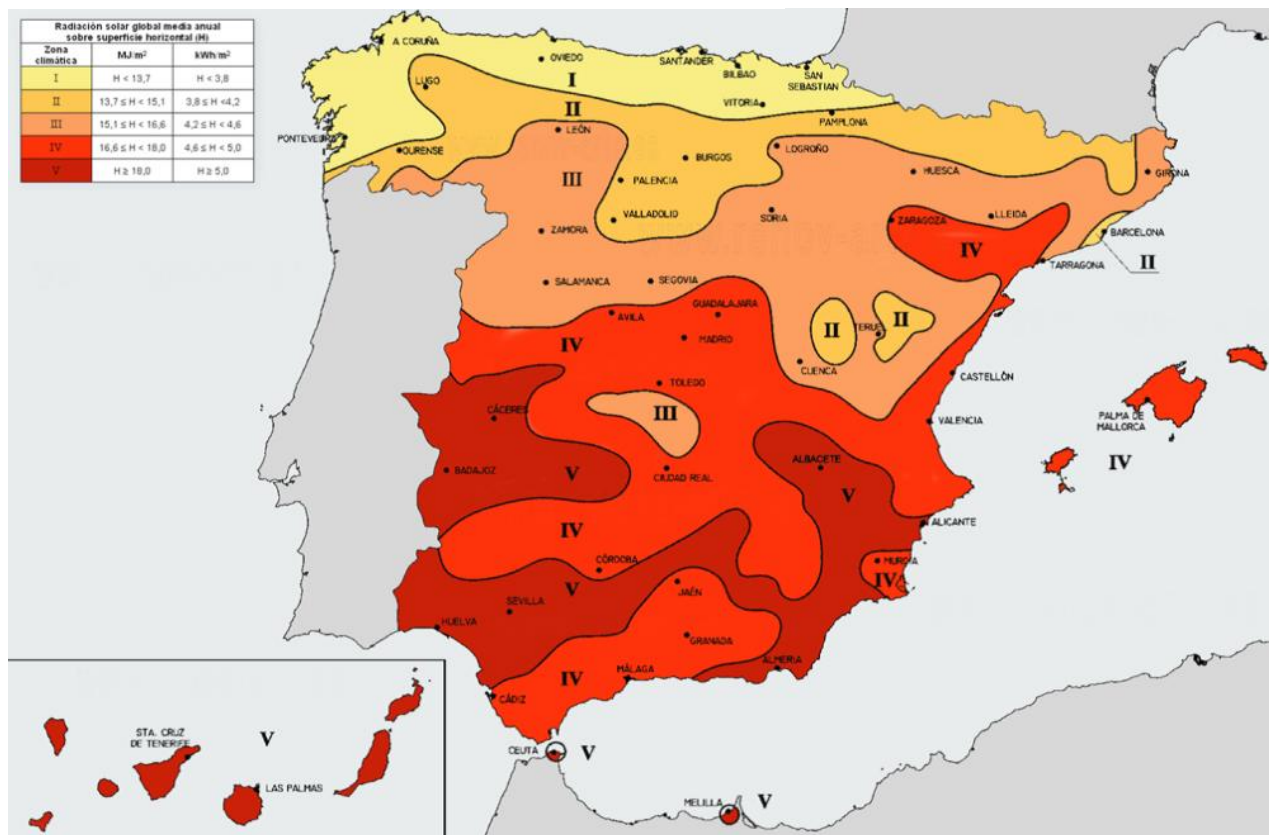 Radiación solar global media anual
sobre superficie horizontal (H)
Zona climática MJ/m² kWh/m²
I H < 13,7 H < 3,8
II 13,7 ≤ H < 15,1 3,8 ≤ H <4,2
III 15,1 ≤ H < 16,6 4,2 ≤ H < 4,6
IV 16,6 ≤ H < 18,0 4,6 ≤ H < 5,0
V H ≥ 18,0 H ≥ 5,0
A CORUÑA
OVIEDO
SANTANDER
BILBAO
SAN
SEBASTIAN
I
LUGO
VITORIA
II
PAMPLONA
PONTEVEDRA
LEÓN
OURENSE
BURGOS
LOGROÑO
HUESCA
GIRONA
III
PALENCIA
VALLADOLID
SORIA
ZARAGOZA
LLEIDA
BARCELONA
ZAMORA
IV
II
TARRAGONA
SALAMANCA
SEGOVIA
AVILA
GUADALAJARA
II
II
TERUEL
IV
MADRID
CUENCA
CASTELLÓN
TOLEDO
CÁCERES
III
VALENCIA
PALMA DE
MALLORCA
IV
BADAJOZ
V
CIUDAD REAL
ALBACETE
V
IV
ALICANTE
CÓRDOBA
MURCIA
V
IV
JAÉN
SEVILLA
HUELVA
GRANADA
ALMERIA
MÁLAGA
IV
CÁDIZ
STA. CRUZ
DE TENERIFE
V
CEUTA
V
LAS PALMAS
MELILLA
V